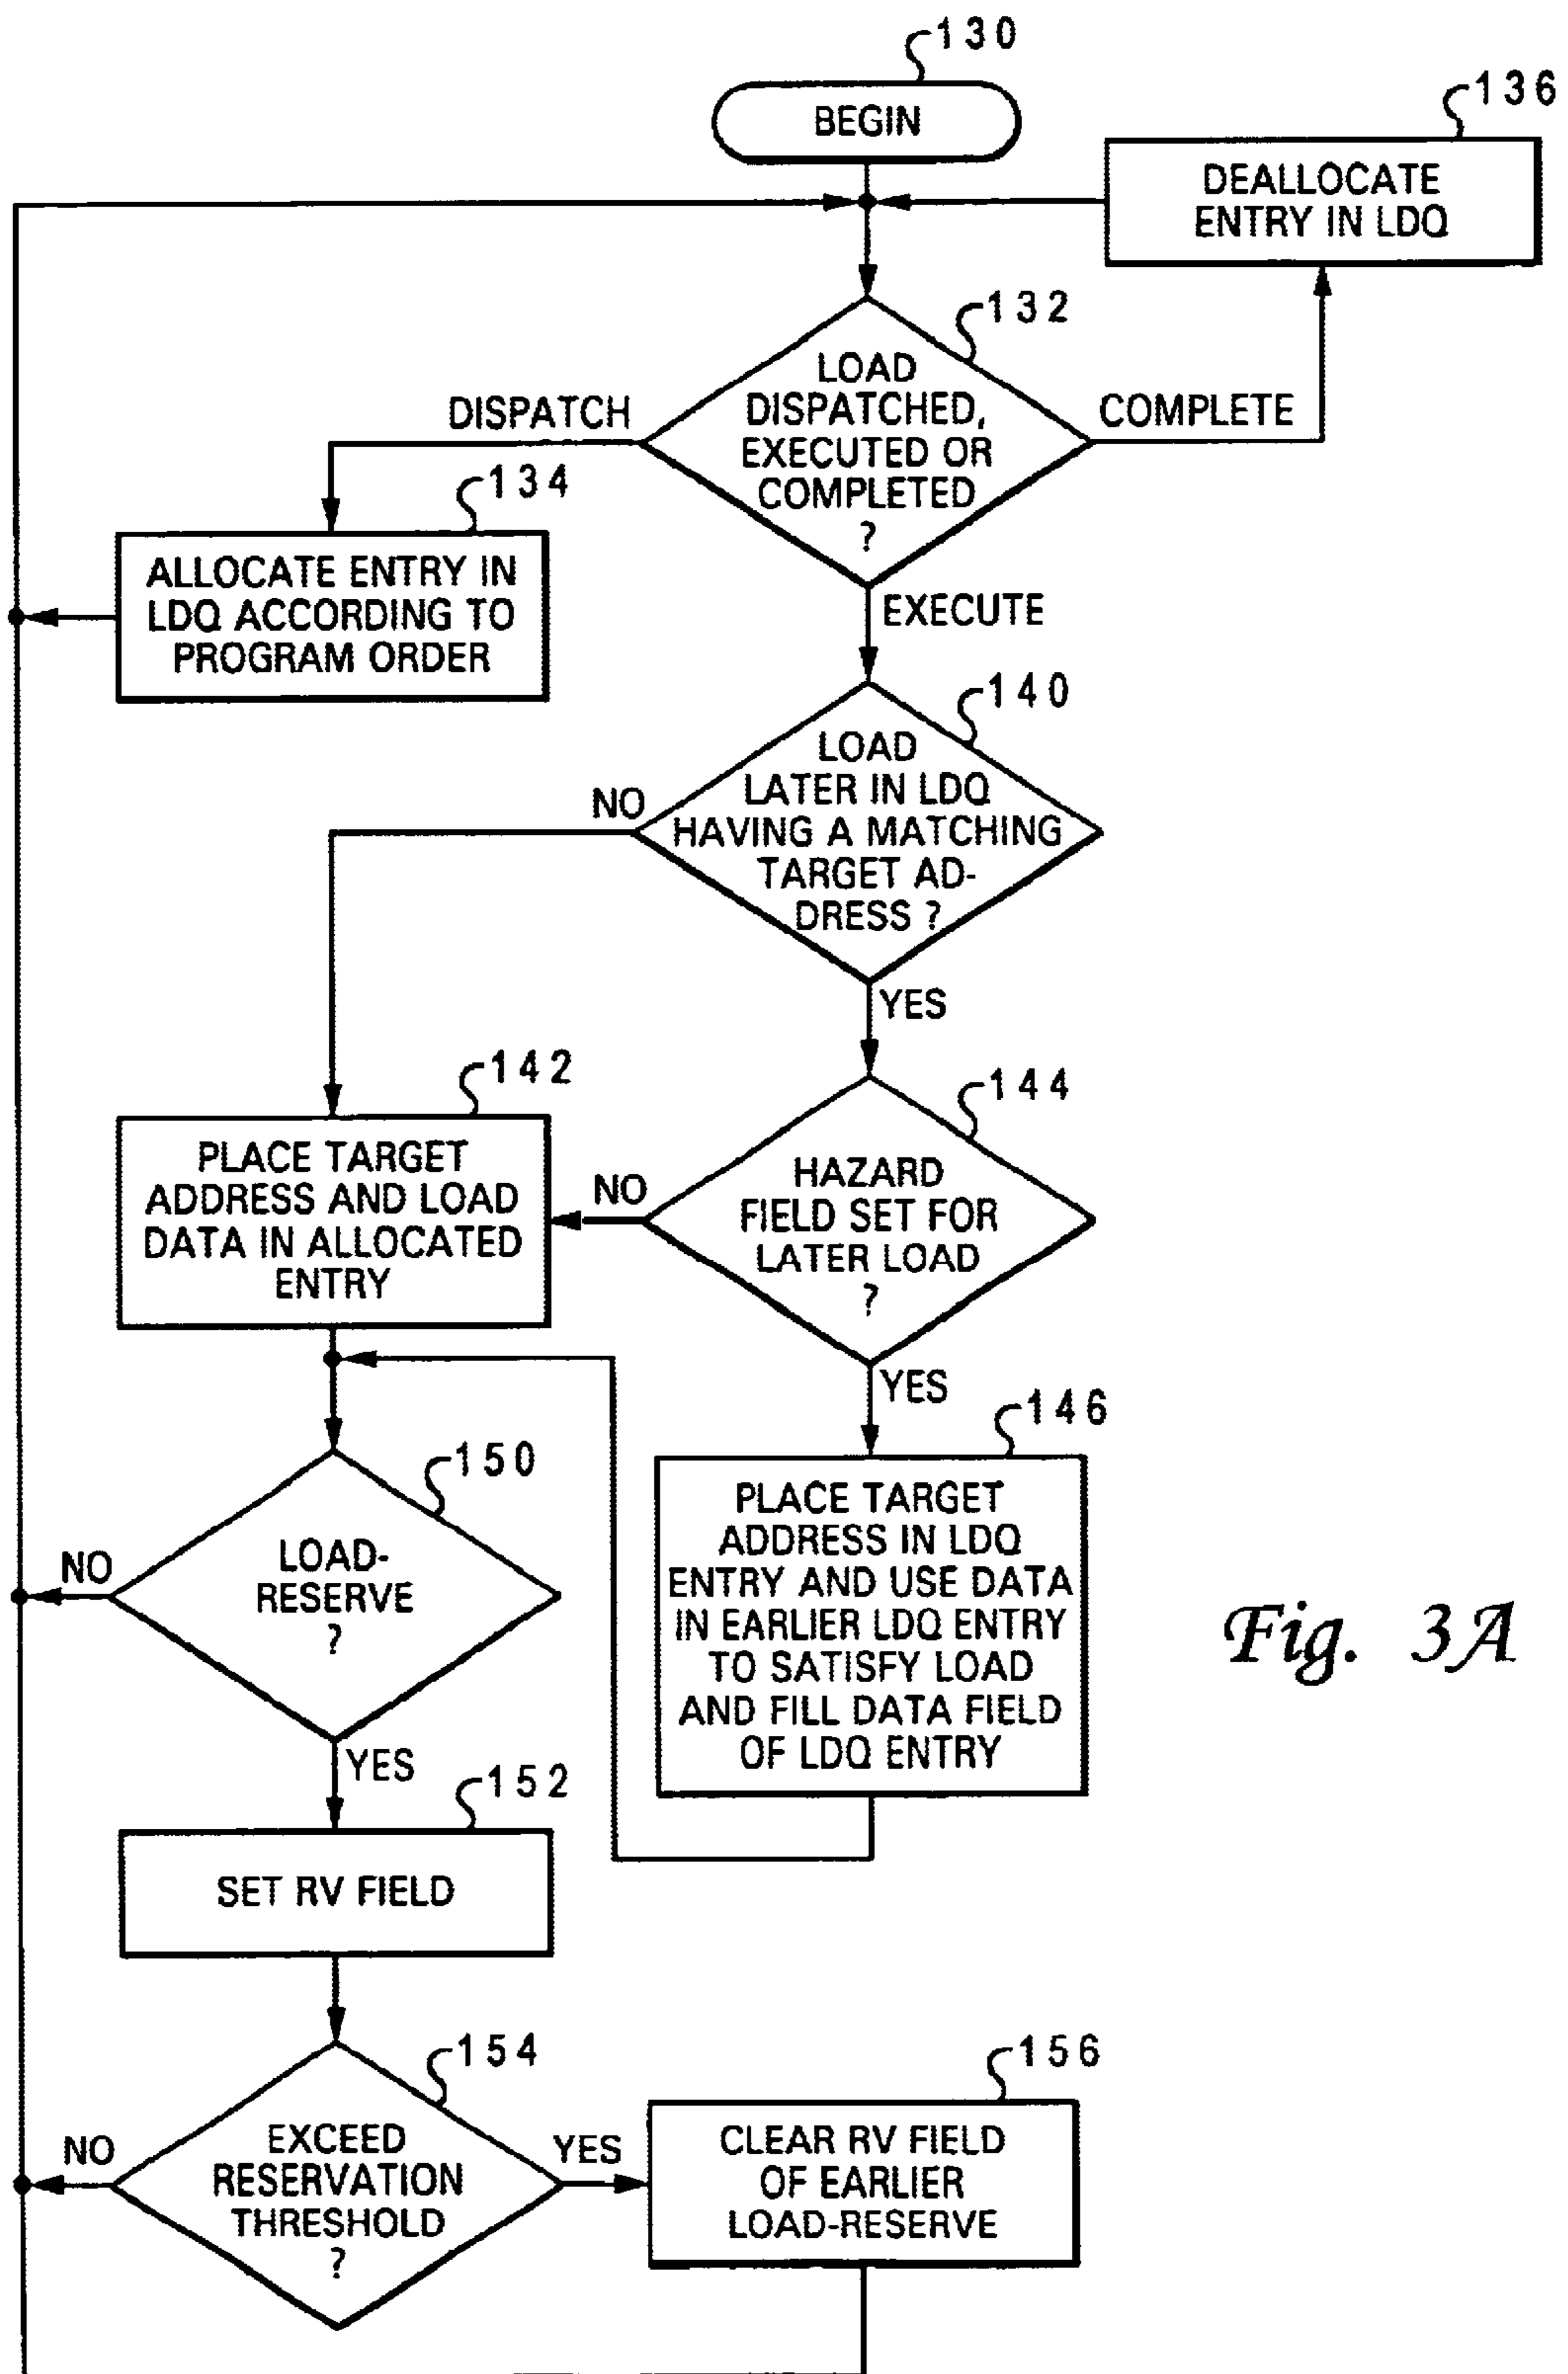 130
BEGIN
136
DEALLOCATE
ENTRY IN LDQ
132
LOAD
DISPATCHED,
EXECUTED OR
COMPLETED
?
DISPATCH
COMPLETE
EXECUTE
134
ALLOCATE ENTRY IN
LDQ ACCORDING TO
PROGRAM ORDER
140
LOAD
LATER IN LDQ
HAVING A MATCHING
TARGET AD-
DRESS ?
NO
YES
142
PLACE TARGET
ADDRESS AND LOAD
DATA IN ALLOCATED
ENTRY
144
HAZARD
FIELD SET FOR
LATER LOAD
?
NO
YES
146
PLACE TARGET
ADDRESS IN LDQ
ENTRY AND USE DATA
IN EARLIER LDQ ENTRY
TO SATISFY LOAD
AND FILL DATA FIELD
OF LDQ ENTRY
150
LOAD-
RESERVE
?
NO
YES
152
SET RV FIELD
154
EXCEED
RESERVATION
THRESHOLD
?
NO
YES
156
CLEAR RV FIELD
OF EARLIER
LOAD-RESERVE
Fig. 3A